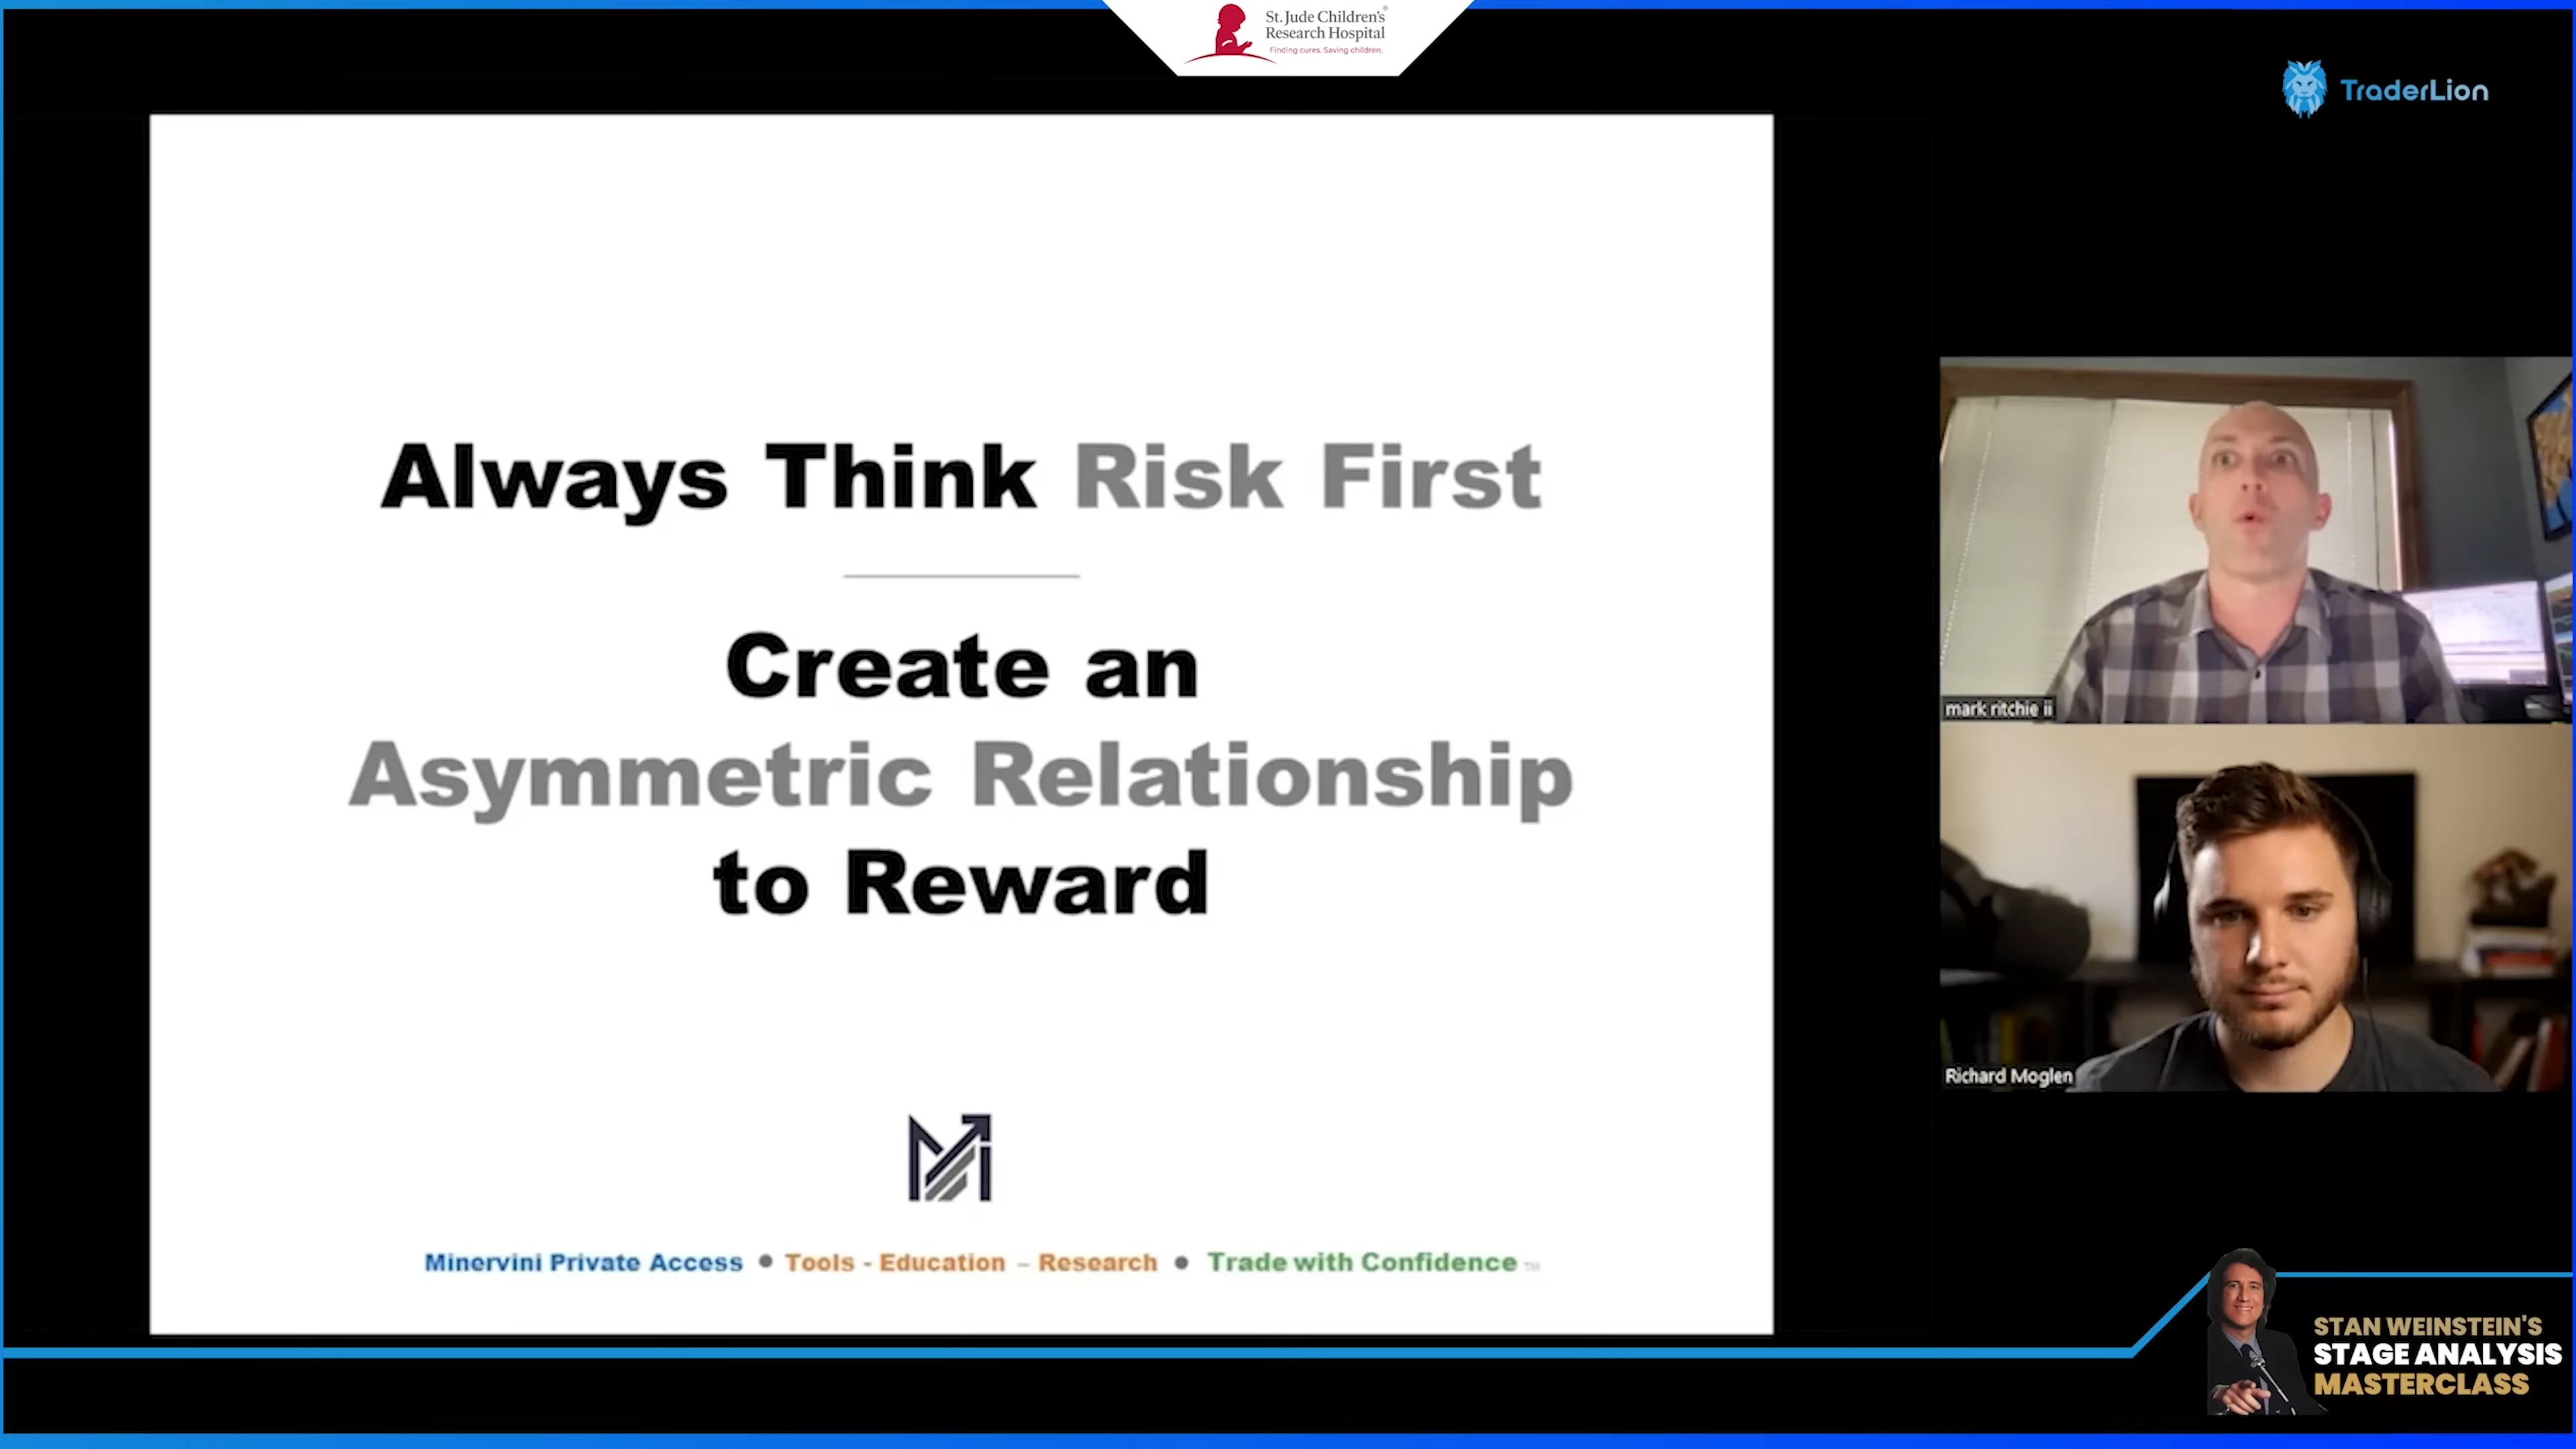 St. Jude Children's®
Research Hospital
Finding cures. Saving children.
TraderLion
Always Think Risk First
Create an
Asymmetric Relationship
to Reward
Minervini Private Access • Tools - Education – Research • Trade with Confidence ™
mark ritchie ii
Richard Moglen
STAN WEINSTEIN'S
STAGE ANALYSIS
MASTERCLASS